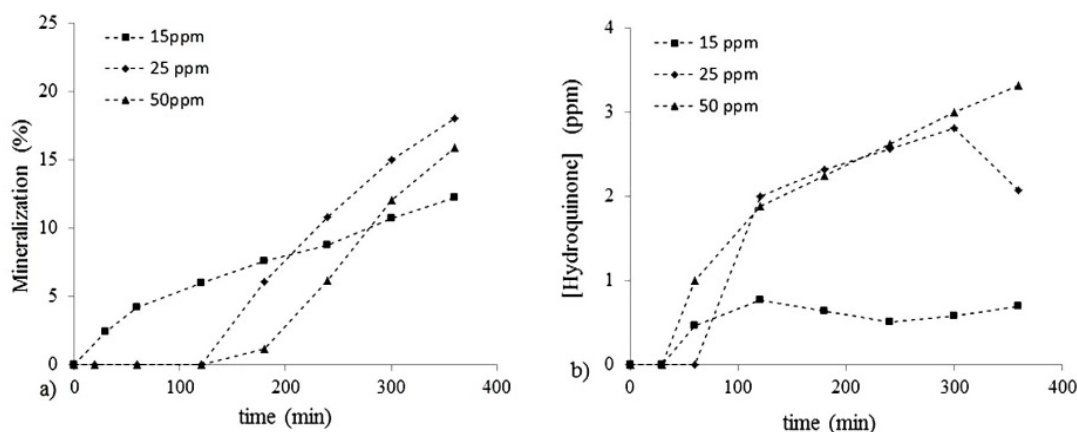 25
20
15
10
5
0
Mineralization (%)
15ppm
25 ppm
50ppm
0 100 200 300 400
time (min)
a)
4
3
2
1
0
[Hydroquinone] (ppm)
15 ppm
25 ppm
50 ppm
0 100 200 300 400
time (min)
b)